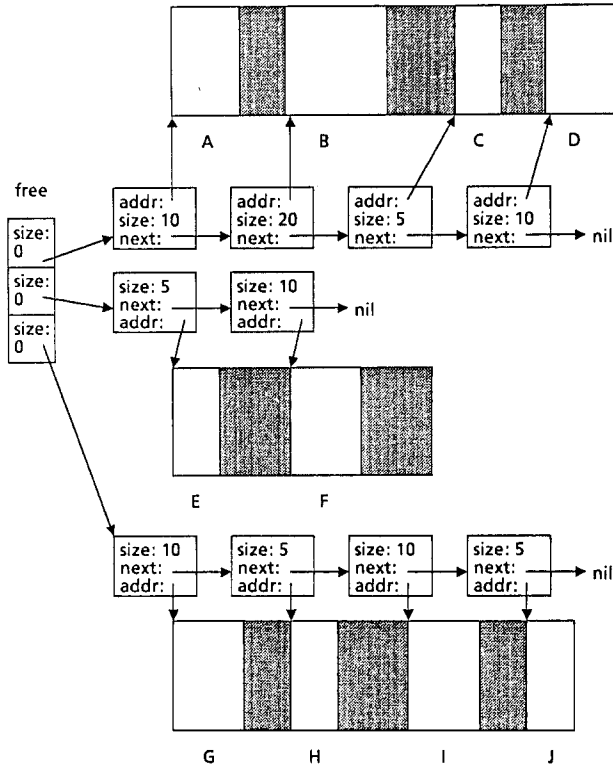 A B C D
free
addr:
size: 10
next:
addr:
size: 20
next:
addr:
size: 5
next:
addr:
size: 10
next:
nil
size:
0
size:
0
size:
0
size: 5
next:
addr:
size: 10
next:
addr:
nil
E F
size: 10
next:
addr:
size: 5
next:
addr:
size: 10
next:
addr:
size: 5
next:
addr:
nil
G H I J